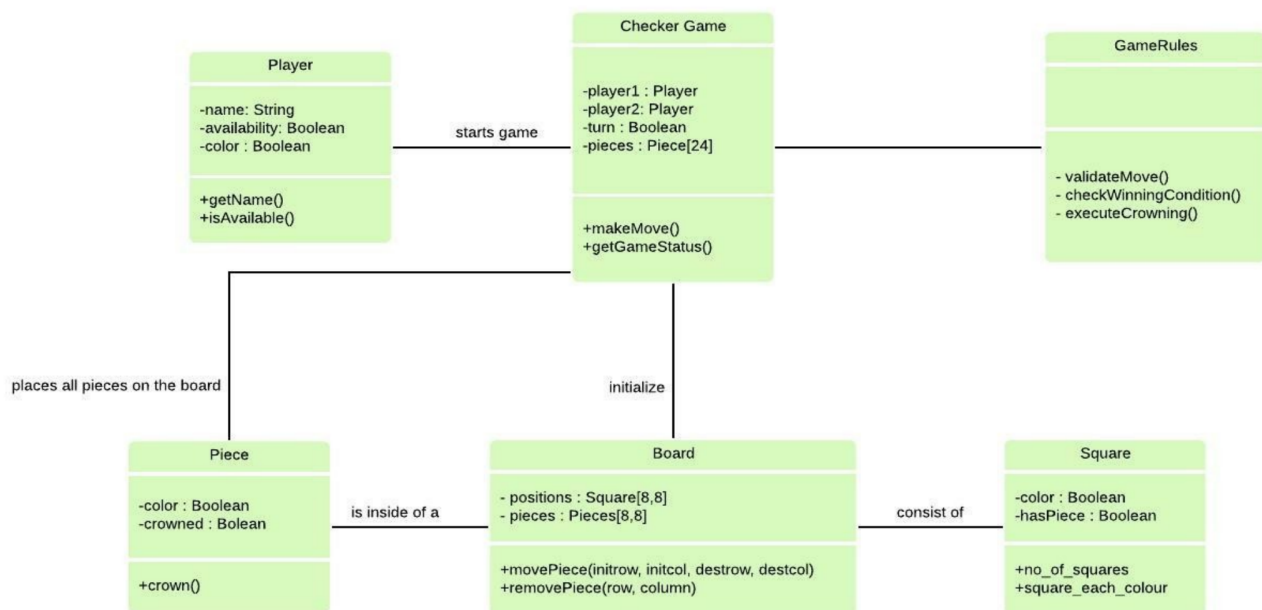 Checker Game
-player1 : Player
-player2: Player
-turn : Boolean
-pieces : Piece[24]
+makeMove()
+getGameStatus()
Player
-name: String
-availability: Boolean
-color : Boolean
+getName()
+isAvailable()
starts game
GameRules
- validateMove()
- checkWinningCondition()
- executeCrowning()
places all pieces on the board
initialize
Piece
-color : Boolean
-crowned : Bolean
+crown()
is inside of a
Board
- positions : Square[8,8]
- pieces : Pieces[8,8]
+movePiece(initrow, initcol, destrow, destcol)
+removePiece(row, column)
consist of
Square
-color : Boolean
-hasPiece : Boolean
+no_of_squares
+square_each_colour